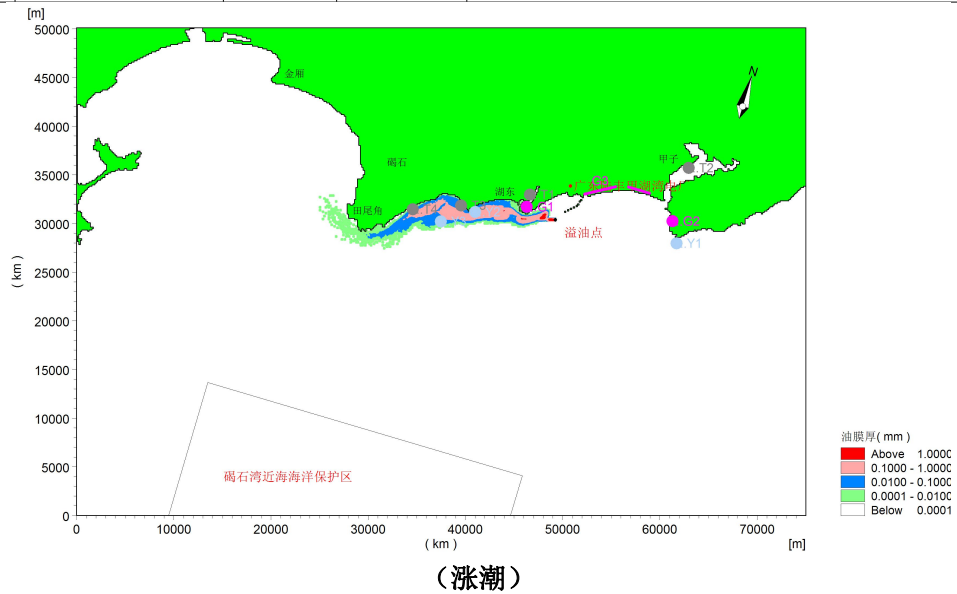 [m]
50000
45000
40000
35000
30000
25000
20000
15000
10000
5000
0
( km )
金厢
N
碣石
甲子
T2
G3
湖东
T1
田尾角
G1
G2
溢油点
Y1
碣石湾近海海洋保护区
油膜厚( mm )
Above 1.0000
0.1000 - 1.0000
0.0100 - 0.1000
0.0001 - 0.0100
Below 0.0001
0 10000 20000 30000 40000 50000 60000 70000
( km ) [m]
(涨潮)